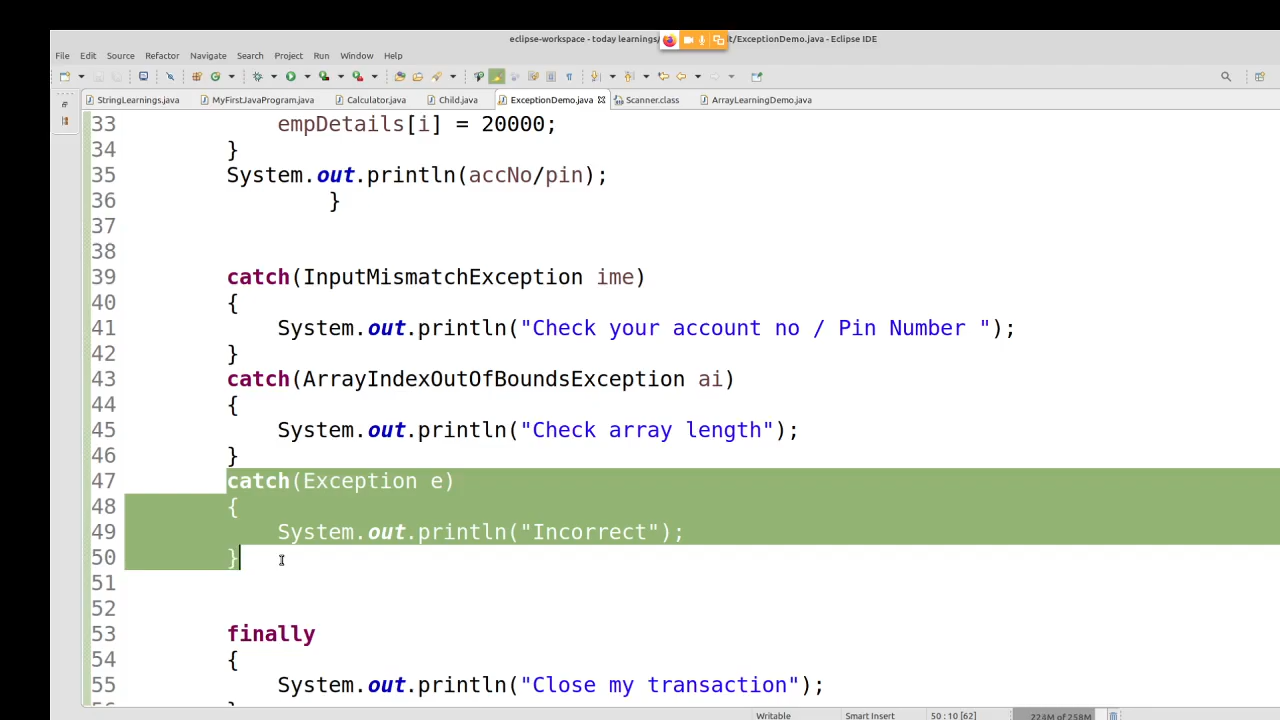 eclipse-workspace - today learnings/ t/ExceptionDemo.java - Eclipse IDE
File Edit Source Refactor Navigate Search Project Run Window Help
StringLearnings.java MyFirstJavaProgram.java Calculator.java Child.java ExceptionDemo.java Scanner.class ArrayLearningDemo.java
33 empDetails[i] = 20000;
34 }
35 System.out.println(accNo/pin);
36 }
37
38
39 catch(InputMismatchException ime)
40 {
41 System.out.println("Check your account no / Pin Number ");
42 }
43 catch(ArrayIndexOutOfBoundsException ai)
44 {
45 System.out.println("Check array length");
46 }
47 catch(Exception e)
48 {
49 System.out.println("Incorrect");
50 }
51
52
53 finally
54 {
55 System.out.println("Close my transaction");
Writable Smart Insert 50 : 10 [62] 224M of 258M